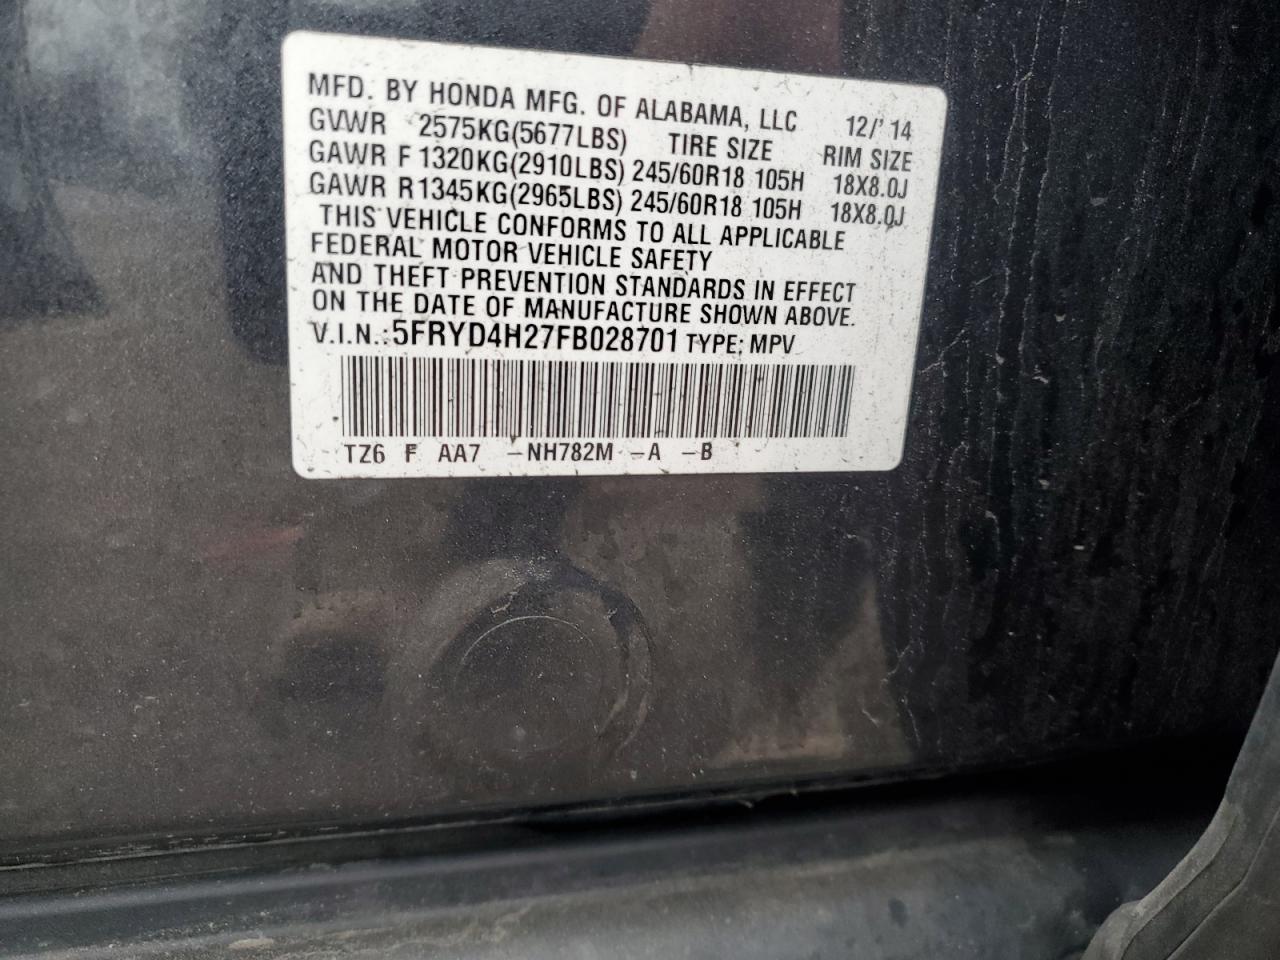 MFD. BY HONDA MFG. OF ALABAMA, LLC 12/'14
GVWR 2575KG(5677LBS) TIRE SIZE RIM SIZE
GAWR F 1320KG(2910LBS) 245/60R18 105H 18X8.0J
GAWR R 1345KG(2965LBS) 245/60R18 105H 18X8.0J
THIS VEHICLE CONFORMS TO ALL APPLICABLE
FEDERAL MOTOR VEHICLE SAFETY
AND THEFT PREVENTION STANDARDS IN EFFECT
ON THE DATE OF MANUFACTURE SHOWN ABOVE.
V.I.N.:5FRYD4H27FB028701 TYPE: MPV
TZ6 F AA7 -NH782M -A -B